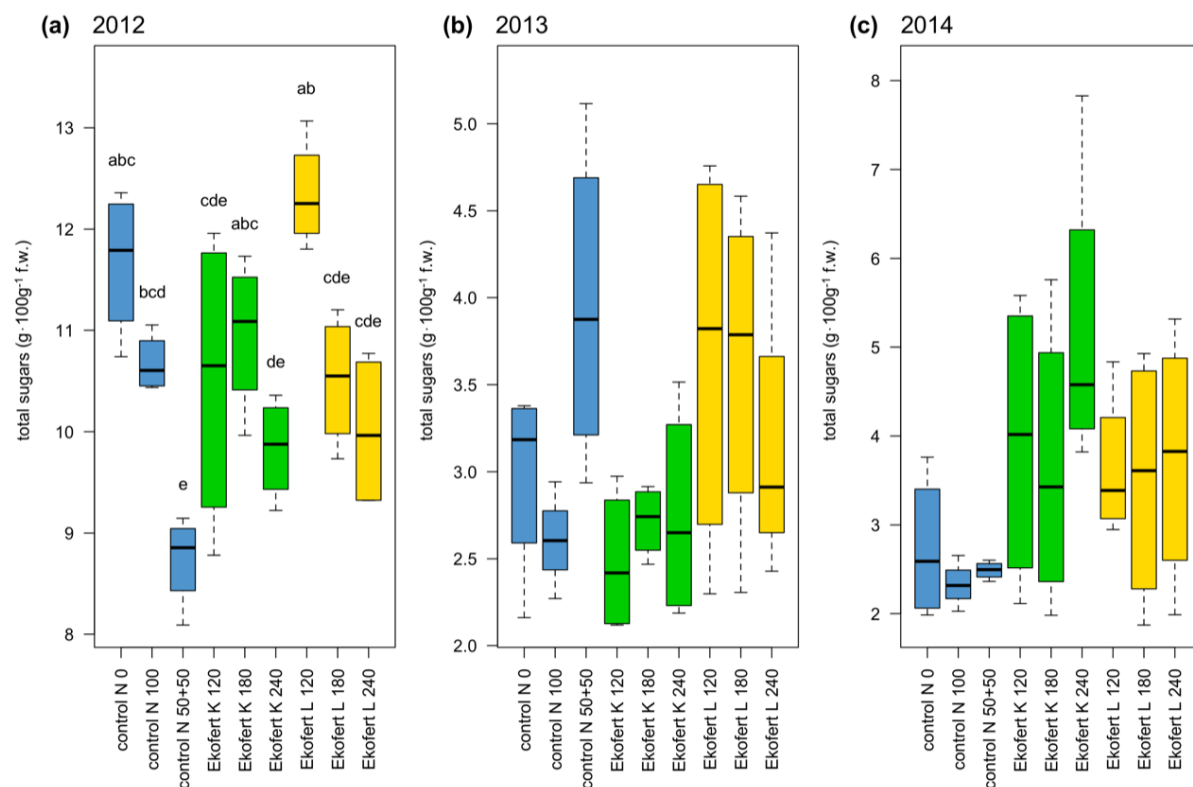 (a) 2012
total sugars (g·100g⁻¹ f.w.)
13
12
11
10
9
8
abc
bcd
e
cde
abc
de
ab
cde
cde
control N 0
control N 100
control N 50+50
Ekofert K 120
Ekofert K 180
Ekofert K 240
Ekofert L 120
Ekofert L 180
Ekofert L 240
(b) 2013
total sugars (g·100g⁻¹ f.w.)
5.0
4.5
4.0
3.5
3.0
2.5
2.0
control N 0
control N 100
control N 50+50
Ekofert K 120
Ekofert K 180
Ekofert K 240
Ekofert L 120
Ekofert L 180
Ekofert L 240
(c) 2014
total sugars (g·100g⁻¹ f.w.)
8
7
6
5
4
3
2
control N 0
control N 100
control N 50+50
Ekofert K 120
Ekofert K 180
Ekofert K 240
Ekofert L 120
Ekofert L 180
Ekofert L 240